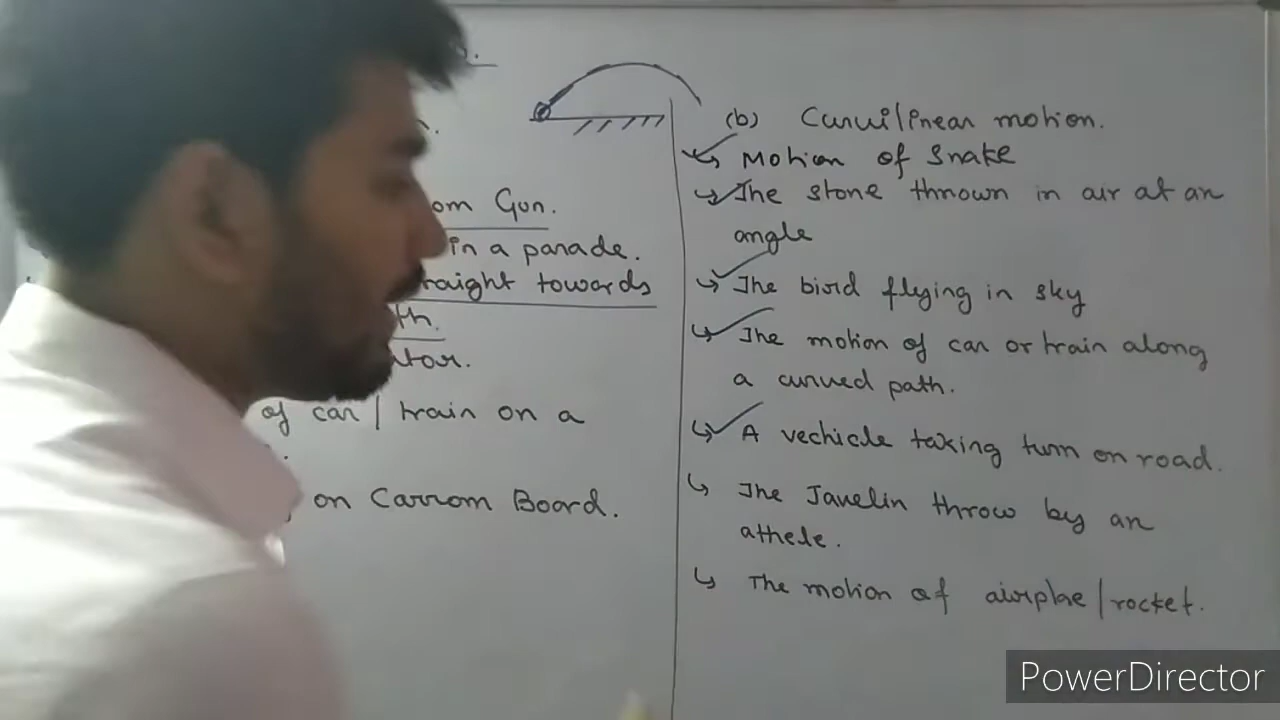 om Gun.
in a parade.
raight towards
th.
ator.
of car / train on a
on Carrom Board.
(b) Curvilinear motion.
↳ Motion of Snake
↳ The stone thrown in air at an
angle
↳ The bird flying in sky
↳ The motion of car or train along
a curved path.
↳ A vechicle taking turn on road.
↳ The Javelin throw by an
athele.
↳ The motion of airplae / rocket.
PowerDirector